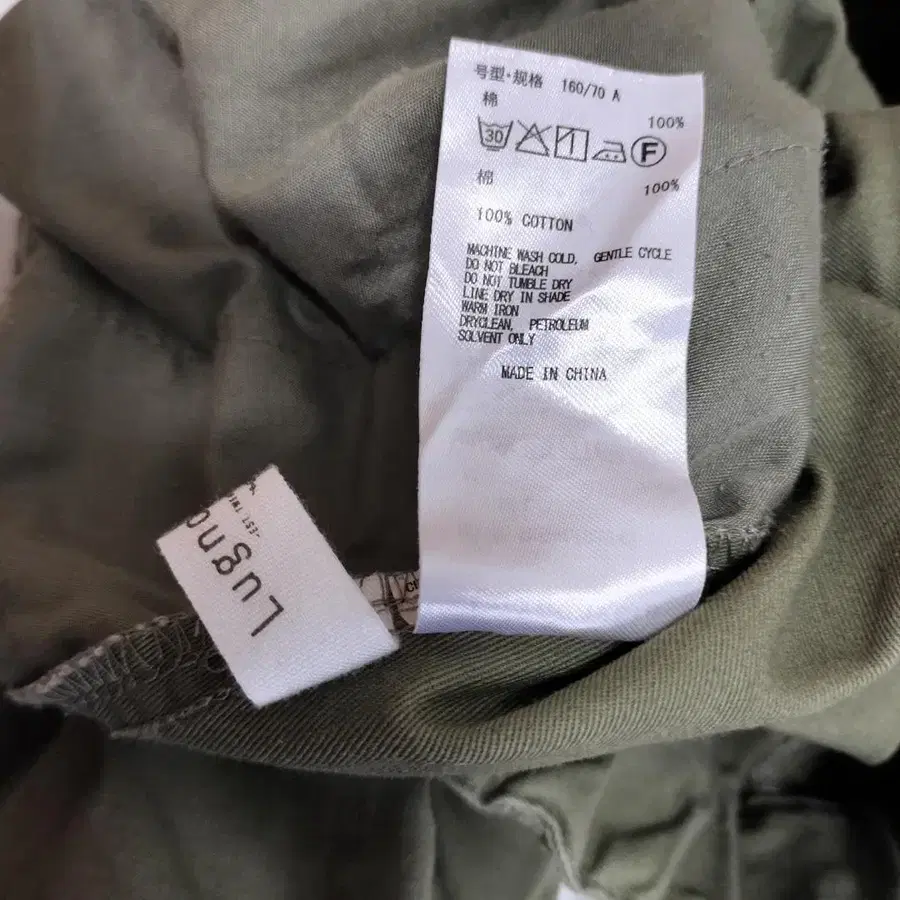 号型·规格 160/70 A
棉 100%
30 F
棉 100%
100% COTTON
MACHINE WASH COLD, GENTLE CYCLE
DO NOT BLEACH
DO NOT TUMBLE DRY
LINE DRY IN SHADE
WARM IRON
DRYCLEAN, PETROLEUM
SOLVENT ONLY
MADE IN CHINA
Lugno